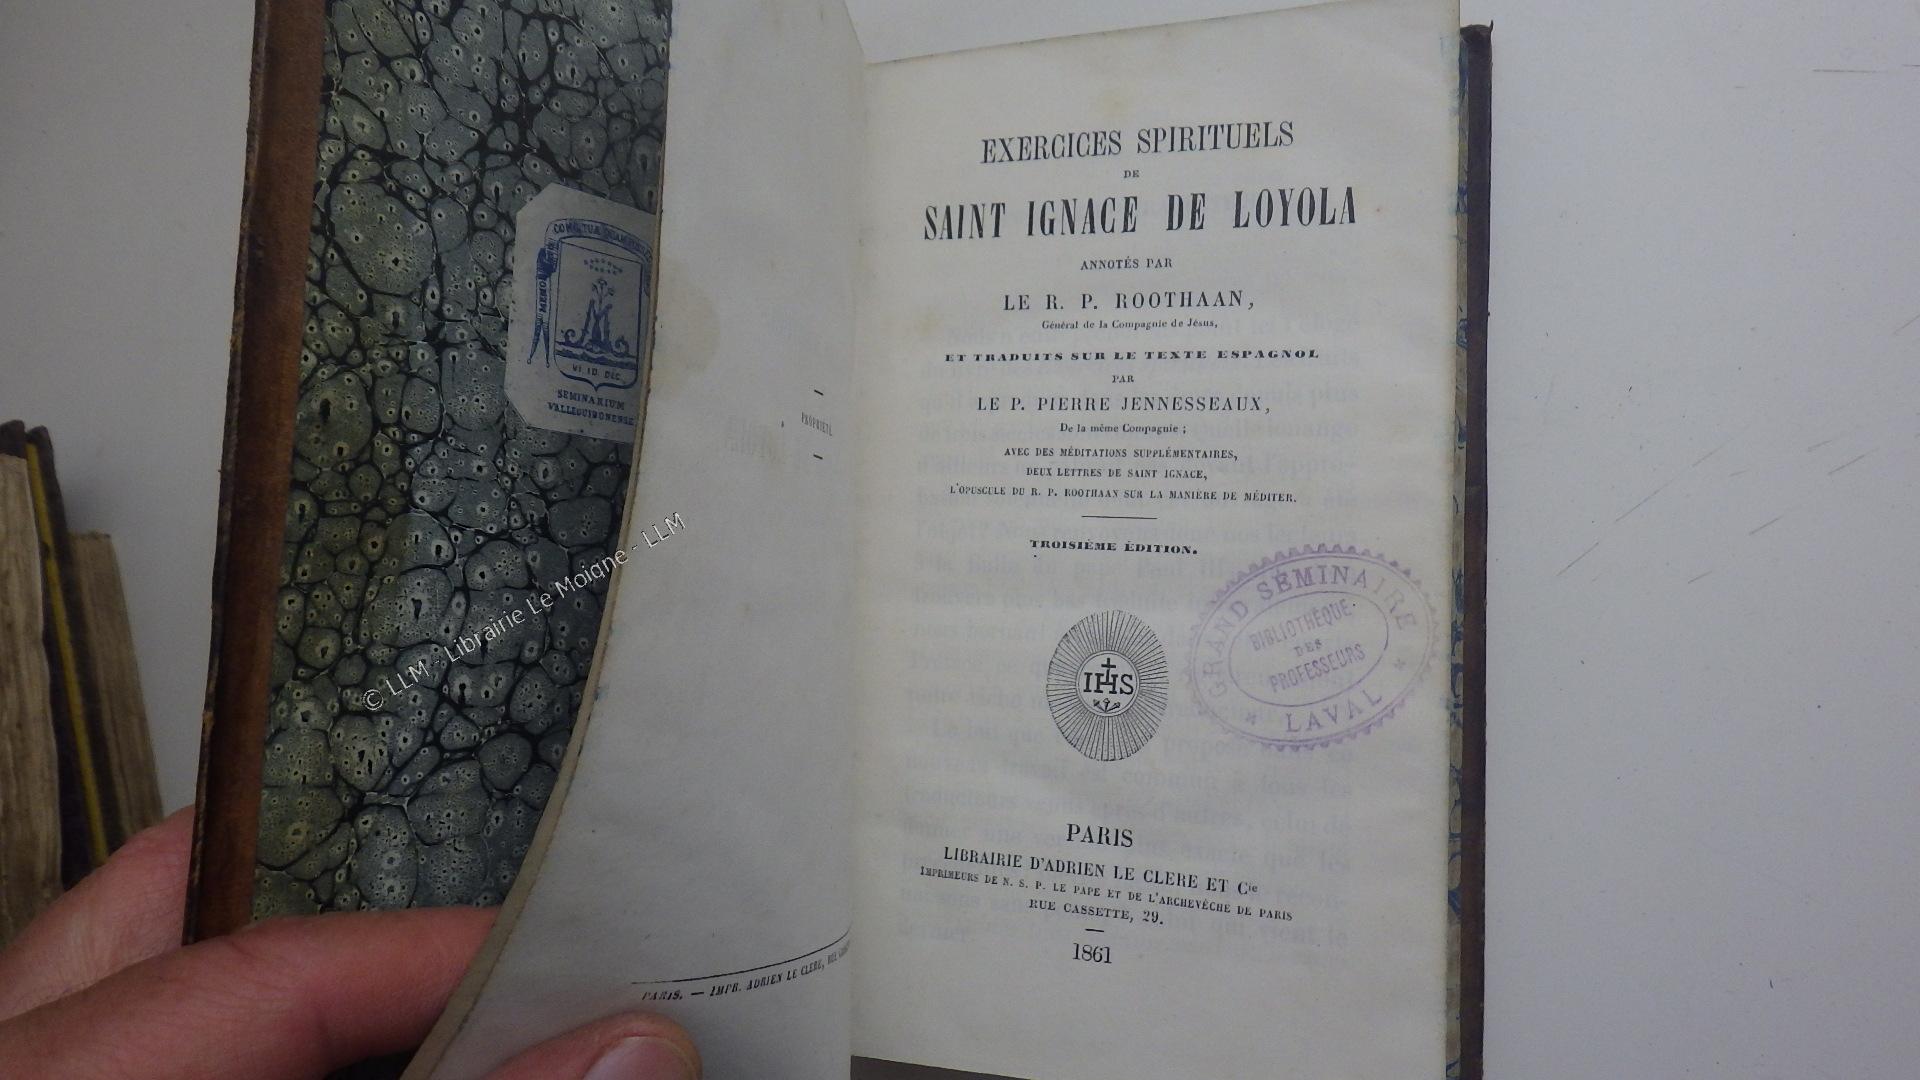 EXERCICES SPIRITUELS
DE
SAINT IGNACE DE LOYOLA
ANNOTÉS PAR
LE R. P. ROOTHAAN,
Général de la Compagnie de Jésus,
ET TRADUITS SUR LE TEXTE ESPAGNOL
PAR
LE P. PIERRE JENNESSEAUX,
De la même Compagnie ;
AVEC DES MÉDITATIONS SUPPLÉMENTAIRES,
DEUX LETTRES DE SAINT IGNACE,
L'OPUSCULE DU R. P. ROOTHAAN SUR LA MANIÈRE DE MÉDITER.
TROISIÈME ÉDITION.
IHS
GRAND SÉMINAIRE
BIBLIOTHÈQUE
DES
PROFESSEURS
* LAVAL *
PARIS
LIBRAIRIE D'ADRIEN LE CLERE ET Cie
IMPRIMEURS DE N. S. P. LE PAPE ET DE L'ARCHEVÊCHÉ DE PARIS
RUE CASSETTE, 29.
1861
PROPRIÉTÉ
PARIS. — IMPR. ADRIEN LE CLERE, RUE
MEMOR
VI. ID. DEC.
SEMINARIUM
VALLEGUIDONENSE
© LLM - Librairie Le Moigne - LLM